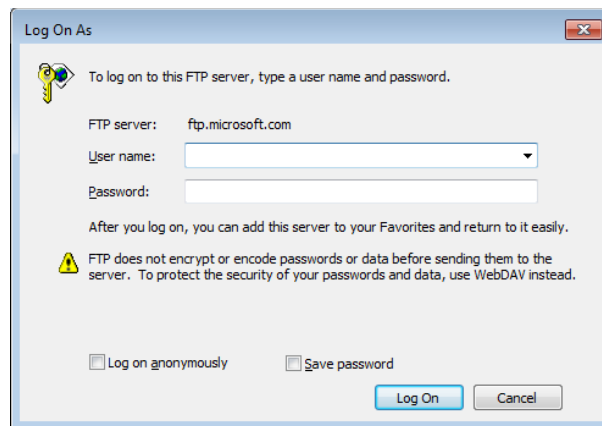 Log On As
To log on to this FTP server, type a user name and password.
FTP server: ftp.microsoft.com
User name:
Password:
After you log on, you can add this server to your Favorites and return to it easily.
FTP does not encrypt or encode passwords or data before sending them to the
server. To protect the security of your passwords and data, use WebDAV instead.
Log on anonymously Save password
Log On Cancel